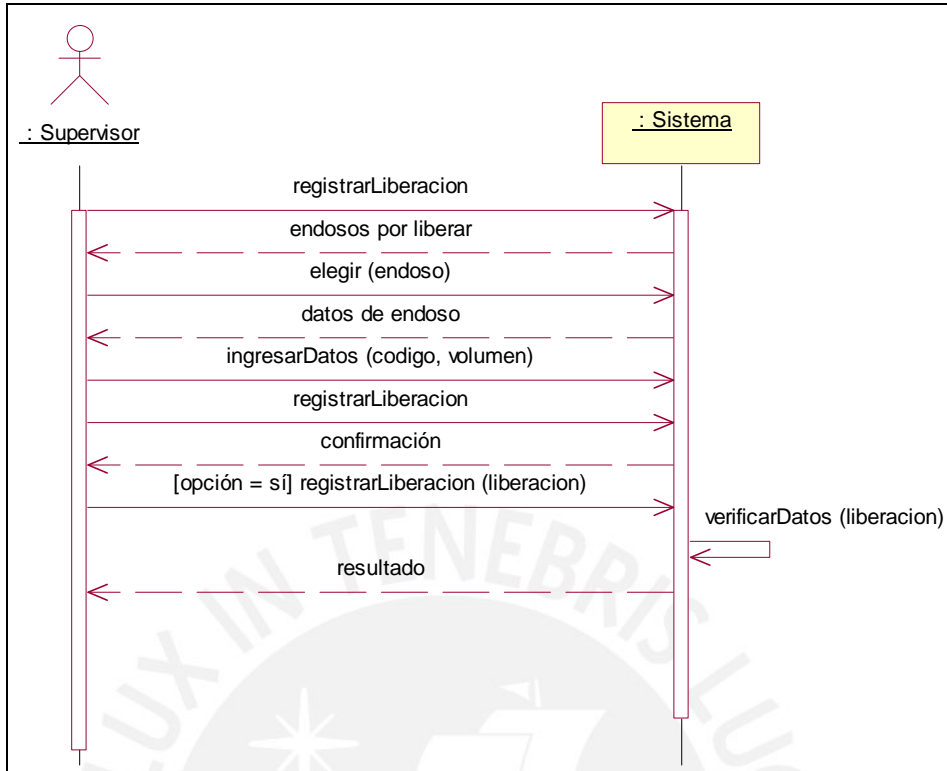 : Supervisor
: Sistema
registrarLiberacion
endosos por liberar
elegir (endoso)
datos de endoso
ingresarDatos (codigo, volumen)
registrarLiberacion
confirmación
[opción = sí] registrarLiberacion (liberacion)
verificarDatos (liberacion)
resultado
LUX IN TENEBRIS